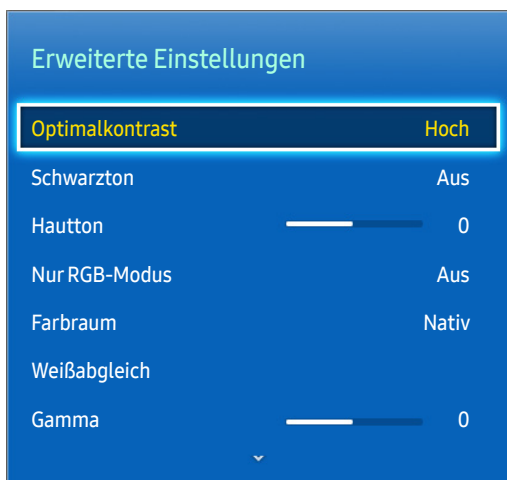 Erweiterte Einstellungen
Optimalkontrast Hoch
Schwarzton Aus
Hautton 0
Nur RGB-Modus Aus
Farbraum Nativ
Weißabgleich
Gamma 0